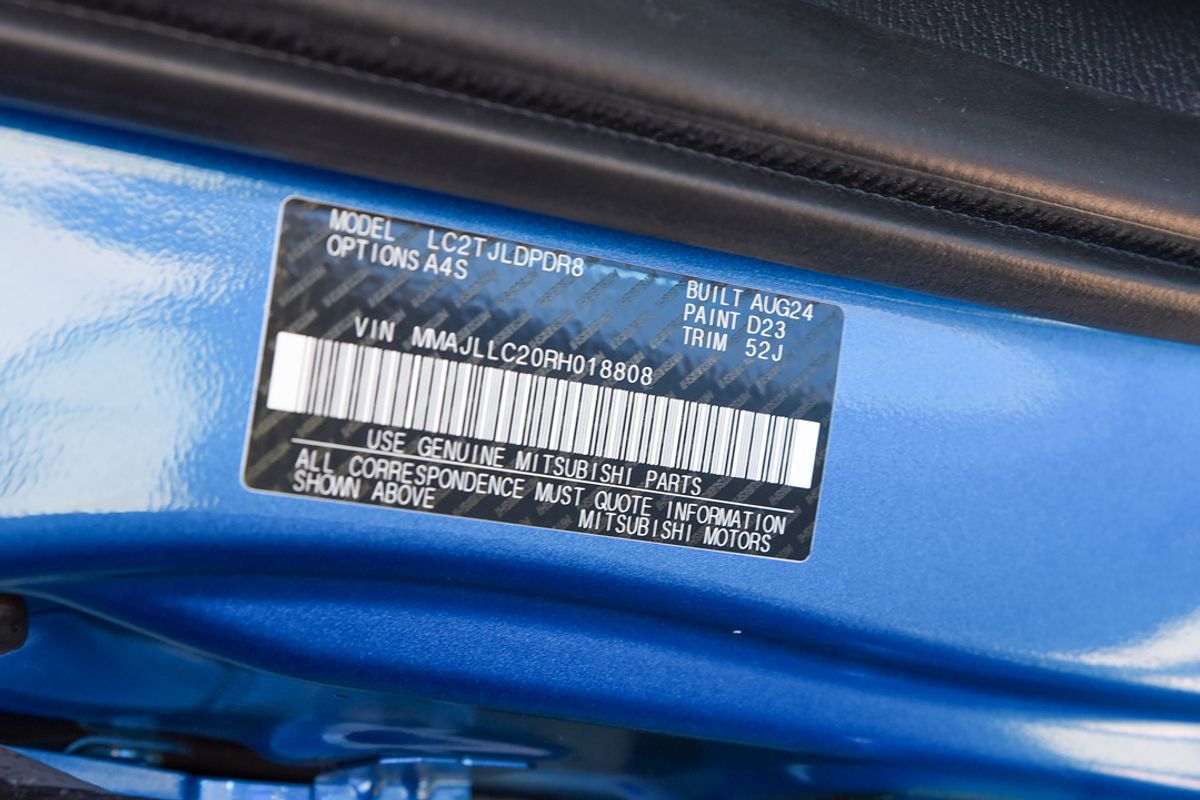 MODEL LC2TJLDPDR8
OPTIONS A4S
BUILT AUG24
PAINT D23
TRIM 52J
VIN MMAJLLC20RH018808
USE GENUINE MITSUBISHI PARTS
ALL CORRESPONDENCE MUST QUOTE INFORMATION
SHOWN ABOVE
MITSUBISHI MOTORS